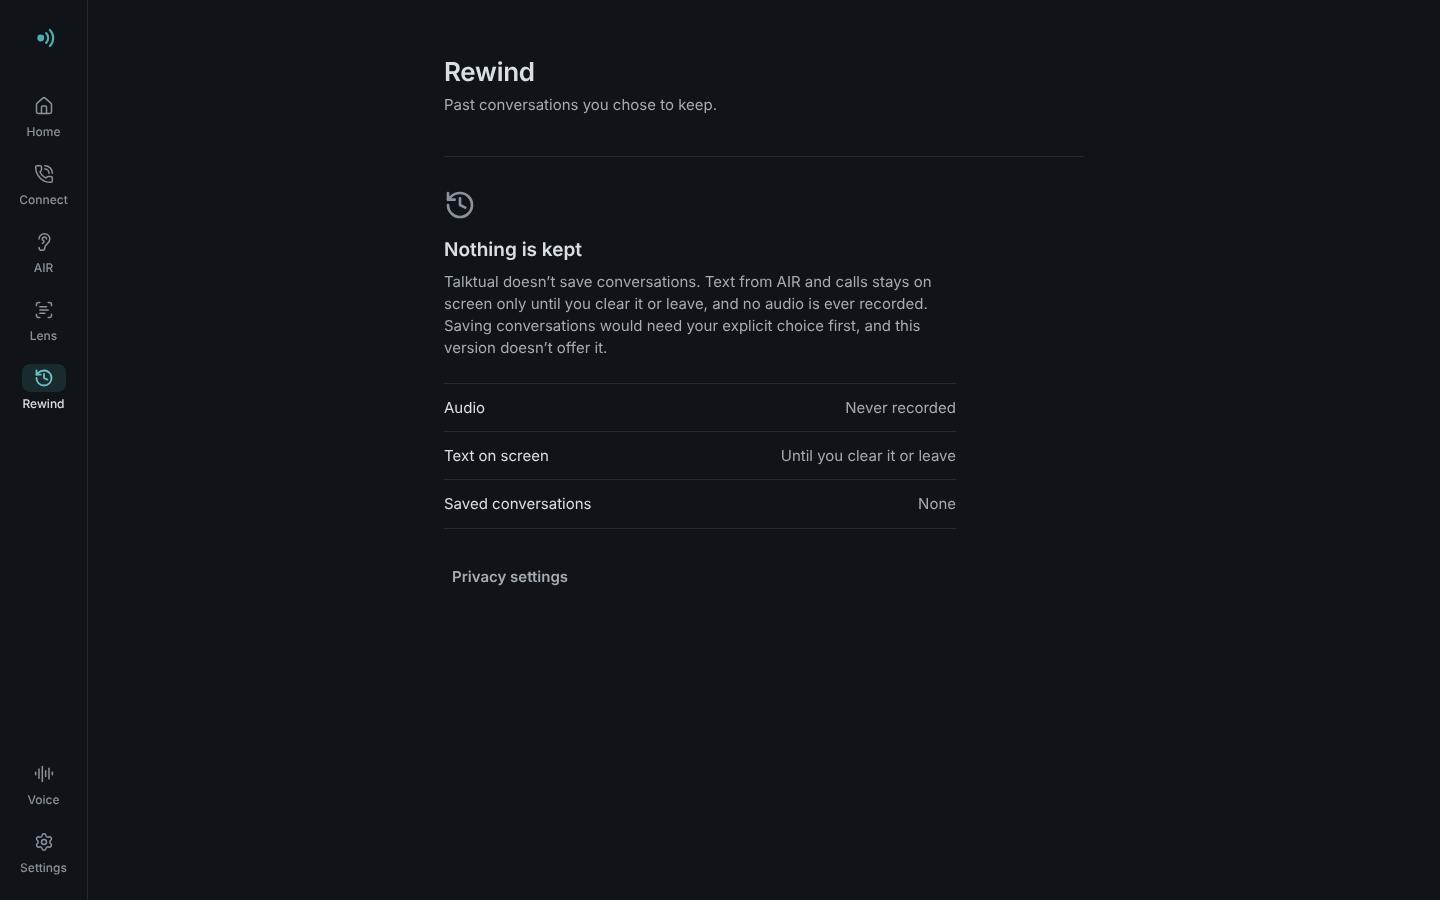 Home
Connect
AIR
Lens
Rewind
Voice
Settings
Rewind
Past conversations you chose to keep.
Nothing is kept
Talktual doesn’t save conversations. Text from AIR and calls stays on
screen only until you clear it or leave, and no audio is ever recorded.
Saving conversations would need your explicit choice first, and this
version doesn’t offer it.
Audio Never recorded
Text on screen Until you clear it or leave
Saved conversations None
Privacy settings